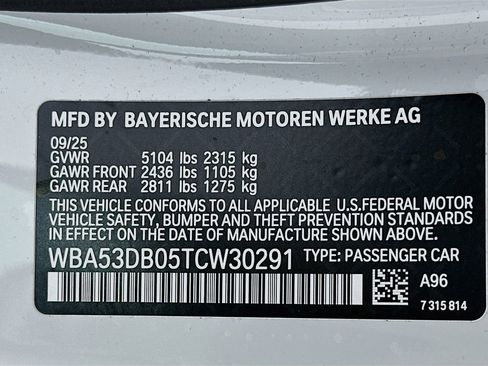 MFD BY BAYERISCHE MOTOREN WERKE AG
09/25
GVWR 5104 lbs 2315 kg
GAWR FRONT 2436 lbs 1105 kg
GAWR REAR 2811 lbs 1275 kg
THIS VEHICLE CONFORMS TO ALL APPLICABLE U.S.FEDERAL MOTOR
VEHICLE SAFETY, BUMPER AND THEFT PREVENTION STANDARDS
IN EFFECT ON THE DATE OF MANUFACTURE SHOWN ABOVE.
WBA53DB05TCW30291 TYPE: PASSENGER CAR
A96
7 315 814